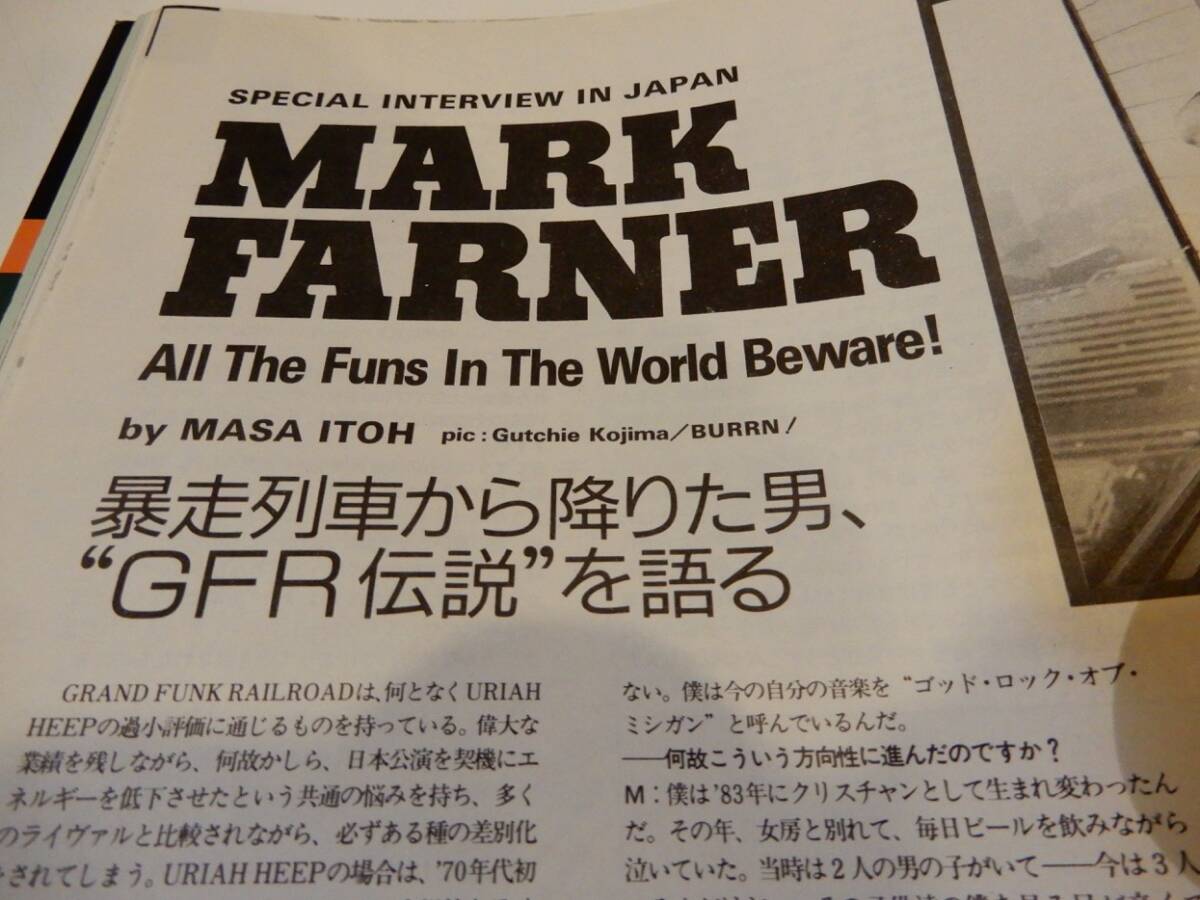 SPECIAL INTERVIEW IN JAPAN
MARK
FARNER
All The Funs In The World Beware!
by MASA ITOH pic : Gutchie Kojima／BURRN！
暴走列車から降りた男、
“GFR伝説”を語る
GRAND FUNK RAILROADは、何となくURIAH
HEEPの過小評価に通じるものを持っている。偉大な
業績を残しながら、何故かしら、日本公演を契機にエ
ネルギーを低下させたという共通の悩みを持ち、多く
のライヴァルと比較されながら、必ずある種の差別化
をされてしまう。URIAH HEEPの場合は、'70年代初
ない。僕は今の自分の音楽を“ゴッド・ロック・オブ・
ミシガン”と呼んでいるんだ。
――何故こういう方向性に進んだのですか？
M：僕は'83年にクリスチャンとして生まれ変わったん
だ。その年、女房と別れて、毎日ビールを飲みながら
泣いていた。当時は2人の男の子がいて――今は3人